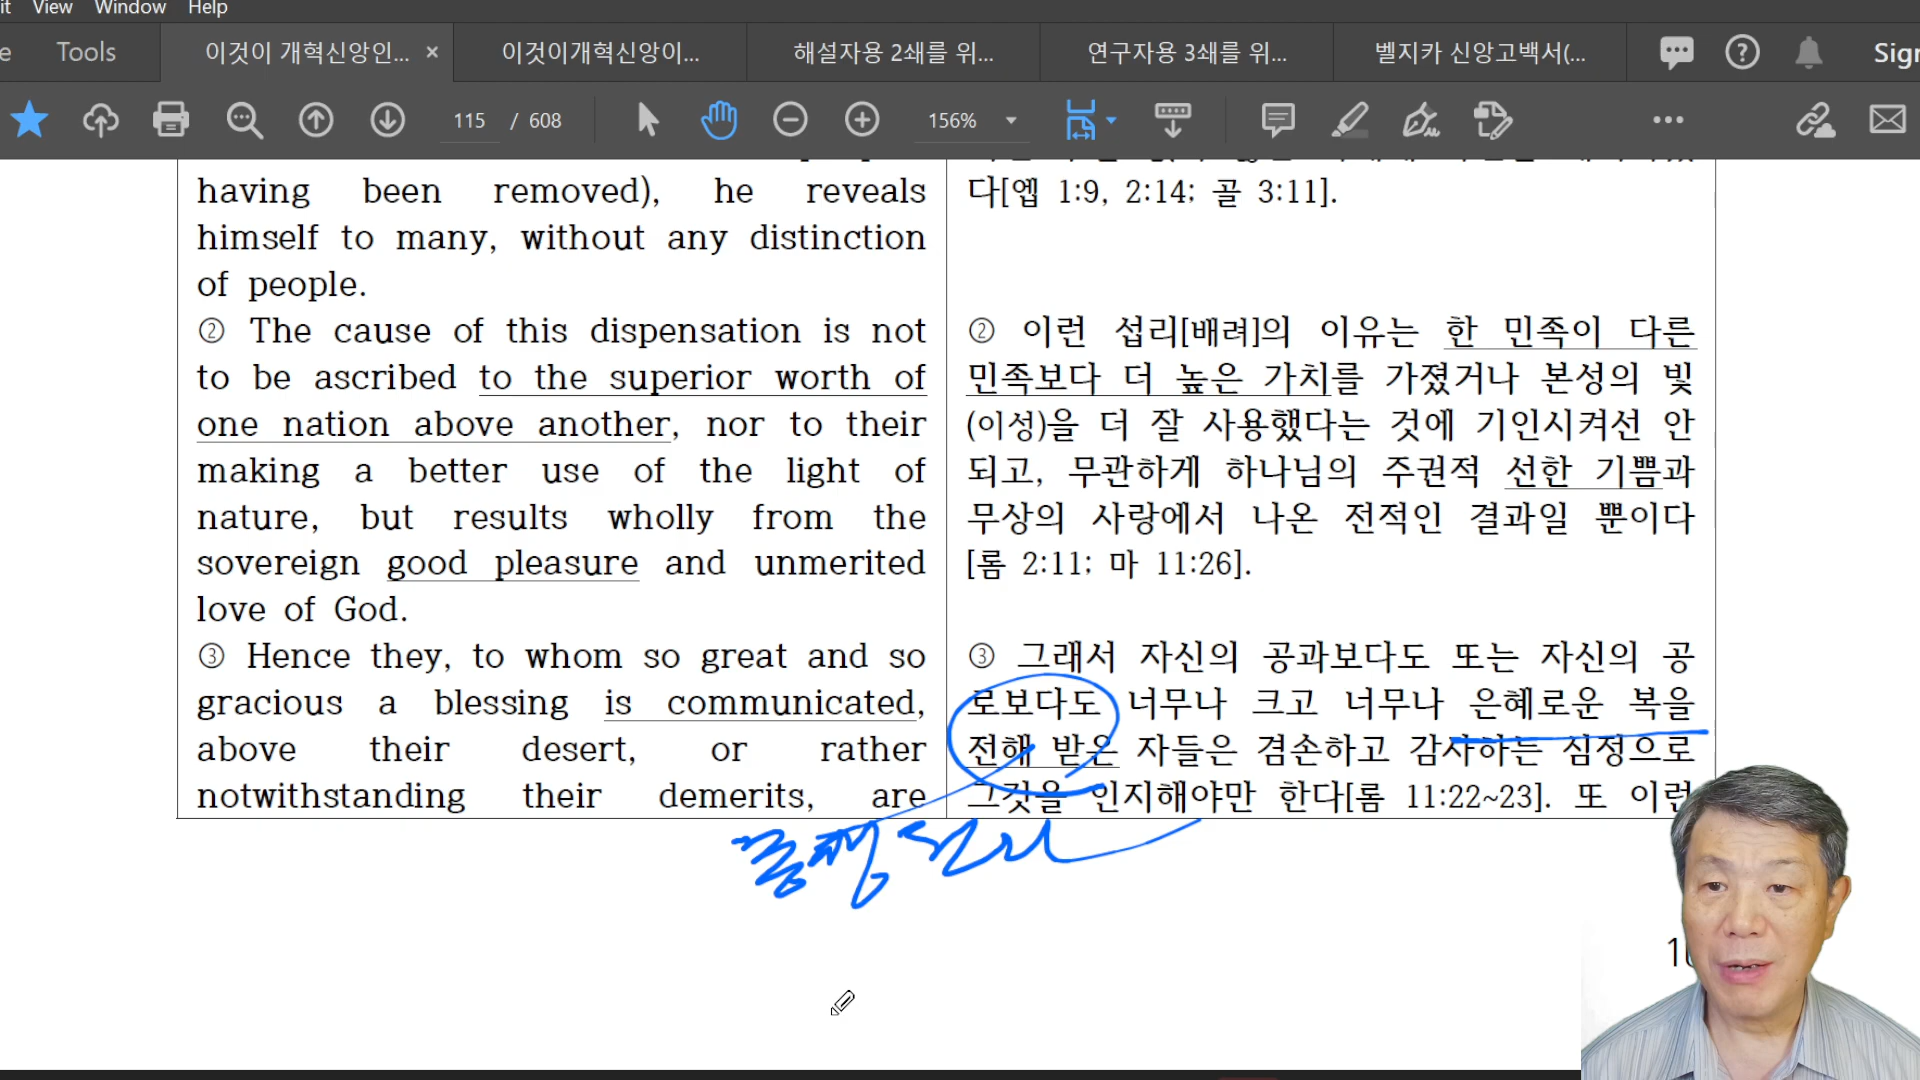 it View Window Help
e Tools 이것이 개혁신앙인... × 이것이개혁신앙이... 해설자용 2쇄를 위... 연구자용 3쇄를 위... 벨지카 신앙고백서(... Sign
115 / 608 156%
having been removed), he reveals
himself to many, without any distinction
of people.
② The cause of this dispensation is not
to be ascribed to the superior worth of
one nation above another, nor to their
making a better use of the light of
nature, but results wholly from the
sovereign good pleasure and unmerited
love of God.
③ Hence they, to whom so great and so
gracious a blessing is communicated,
above their desert, or rather
notwithstanding their demerits, are
다[엡 1:9, 2:14; 골 3:11].
② 이런 섭리[배려]의 이유는 한 민족이 다른
민족보다 더 높은 가치를 가졌거나 본성의 빛
(이성)을 더 잘 사용했다는 것에 기인시켜선 안
되고, 무관하게 하나님의 주권적 선한 기쁨과
무상의 사랑에서 나온 전적인 결과일 뿐이다
[롬 2:11; 마 11:26].
③ 그래서 자신의 공과보다도 또는 자신의 공
로보다도 너무나 크고 너무나 은혜로운 복을
전해 받은 자들은 겸손하고 감사하는 심정으로
그것을 인지해야만 한다[롬 11:22~23]. 또 이런